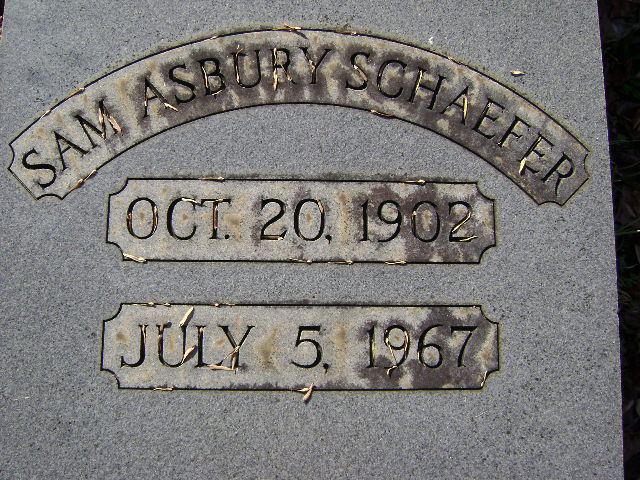 SAM ASBURY SCHAEFER
OCT. 20, 1902
JULY 5, 1967